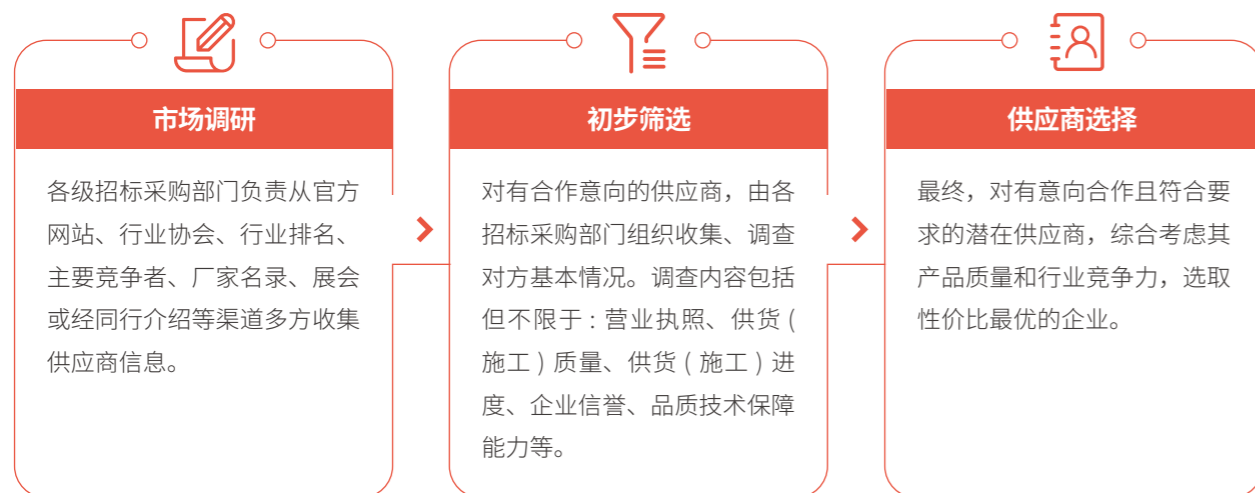 市场调研
各级招标采购部门负责从官方
网站、行业协会、行业排名、
主要竞争者、厂家名录、展会
或经同行介绍等渠道多方收集
供应商信息。
初步筛选
对有合作意向的供应商，由各
招标采购部门组织收集、调查
对方基本情况。调查内容包括
但不限于：营业执照、供货(
施工)质量、供货(施工)进
度、企业信誉、品质技术保障
能力等。
供应商选择
最终，对有意向合作且符合要
求的潜在供应商，综合考虑其
产品质量和行业竞争力，选取
性价比最优的企业。